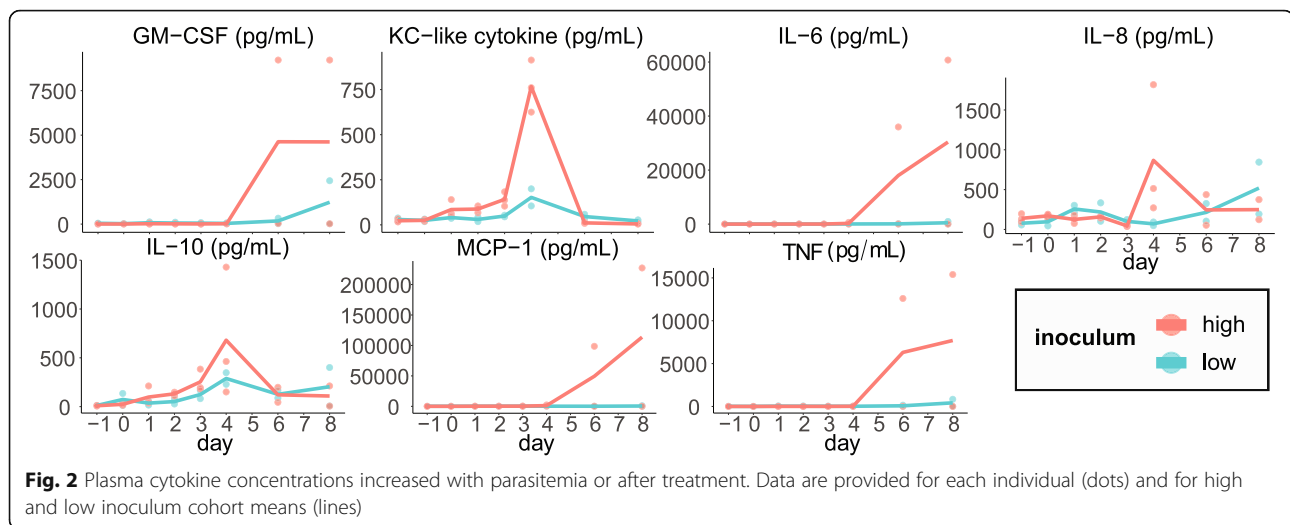 GM−CSF (pg/mL) KC−like cytokine (pg/mL) IL−6 (pg/mL) IL−8 (pg/mL)
7500
5000
2500
0
750
500
250
0
60000
40000
20000
0
1500
1000
500
0
−1 0 1 2 3 4 5 6 7 8
day
IL−10 (pg/mL) MCP−1 (pg/mL) TNF (pg/mL)
1500
1000
500
0
−1 0 1 2 3 4 5 6 7 8
day
200000
150000
100000
50000
0
−1 0 1 2 3 4 5 6 7 8
day
15000
10000
5000
0
−1 0 1 2 3 4 5 6 7 8
day
inoculum
high
low
Fig. 2 Plasma cytokine concentrations increased with parasitemia or after treatment. Data are provided for each individual (dots) and for high
and low inoculum cohort means (lines)